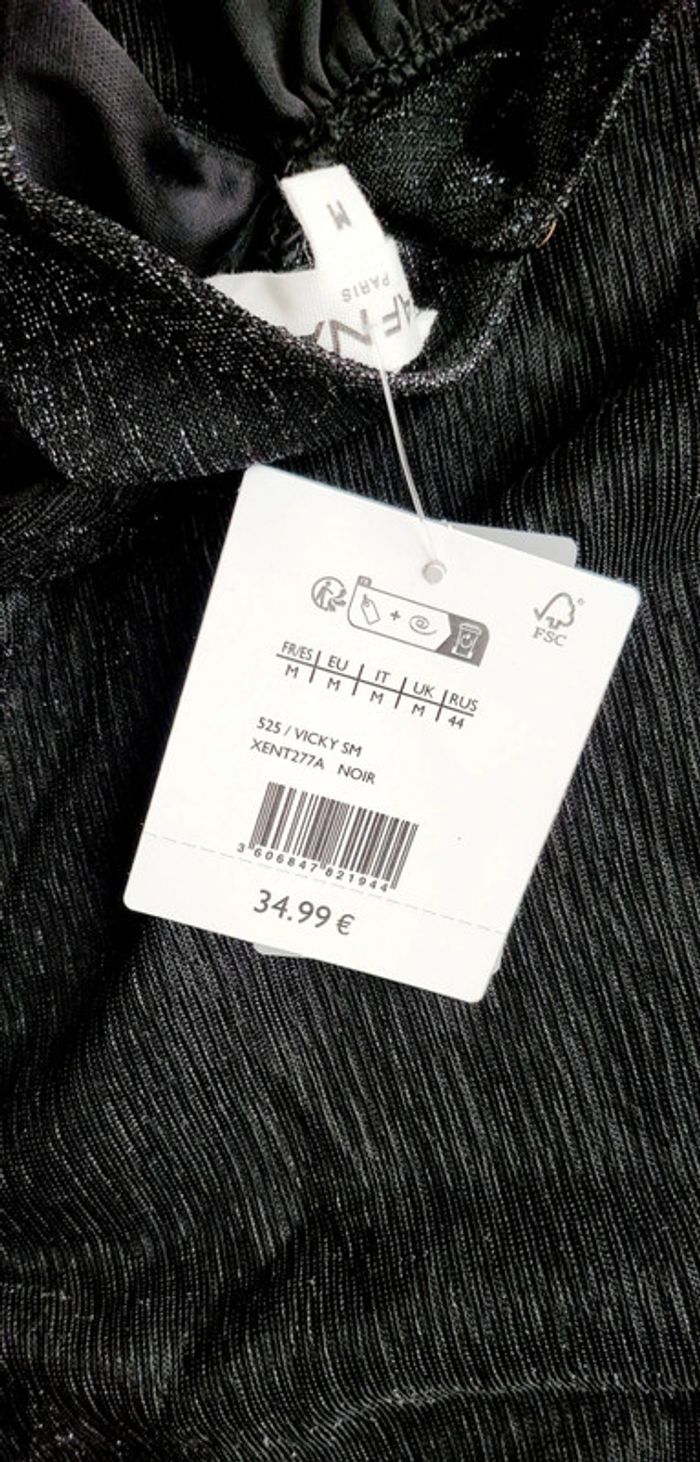 M
PARIS
FR
FSC
FR/ES | EU | IT | UK | RUS
M | M | M | M | 44
525 / VICKY SM
XENT277A NOIR
3 606847 821944
34.99 €